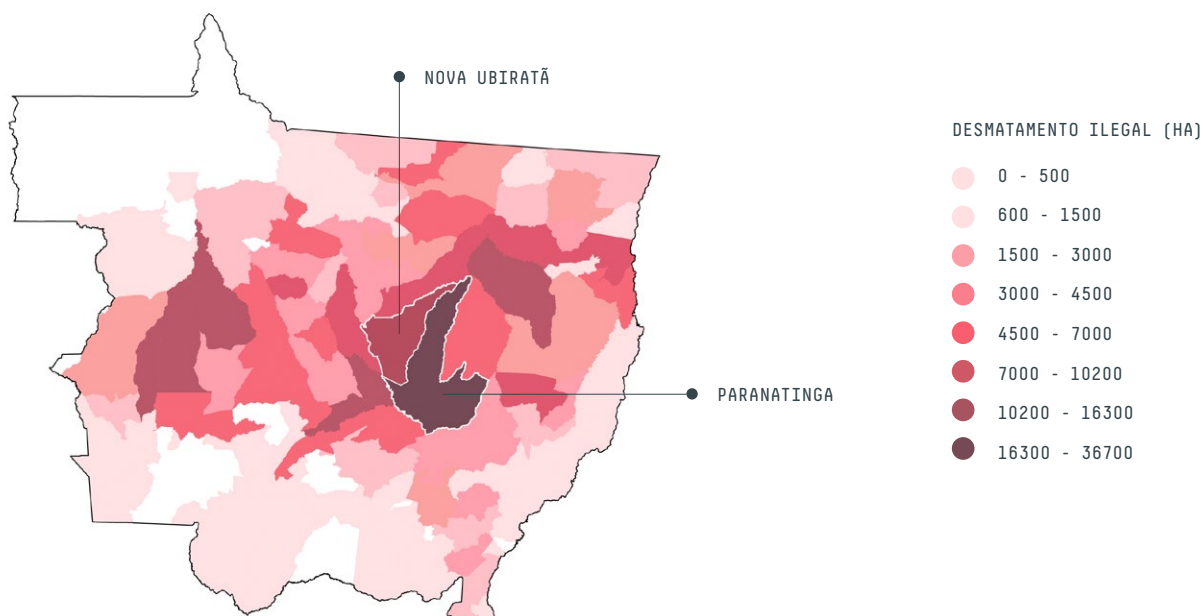 NOVA UBIRATÃ
DESMATAMENTO ILEGAL (HA)
0 - 500
600 - 1500
1500 - 3000
3000 - 4500
4500 - 7000
7000 - 10200
10200 - 16300
16300 - 36700
PARANATINGA